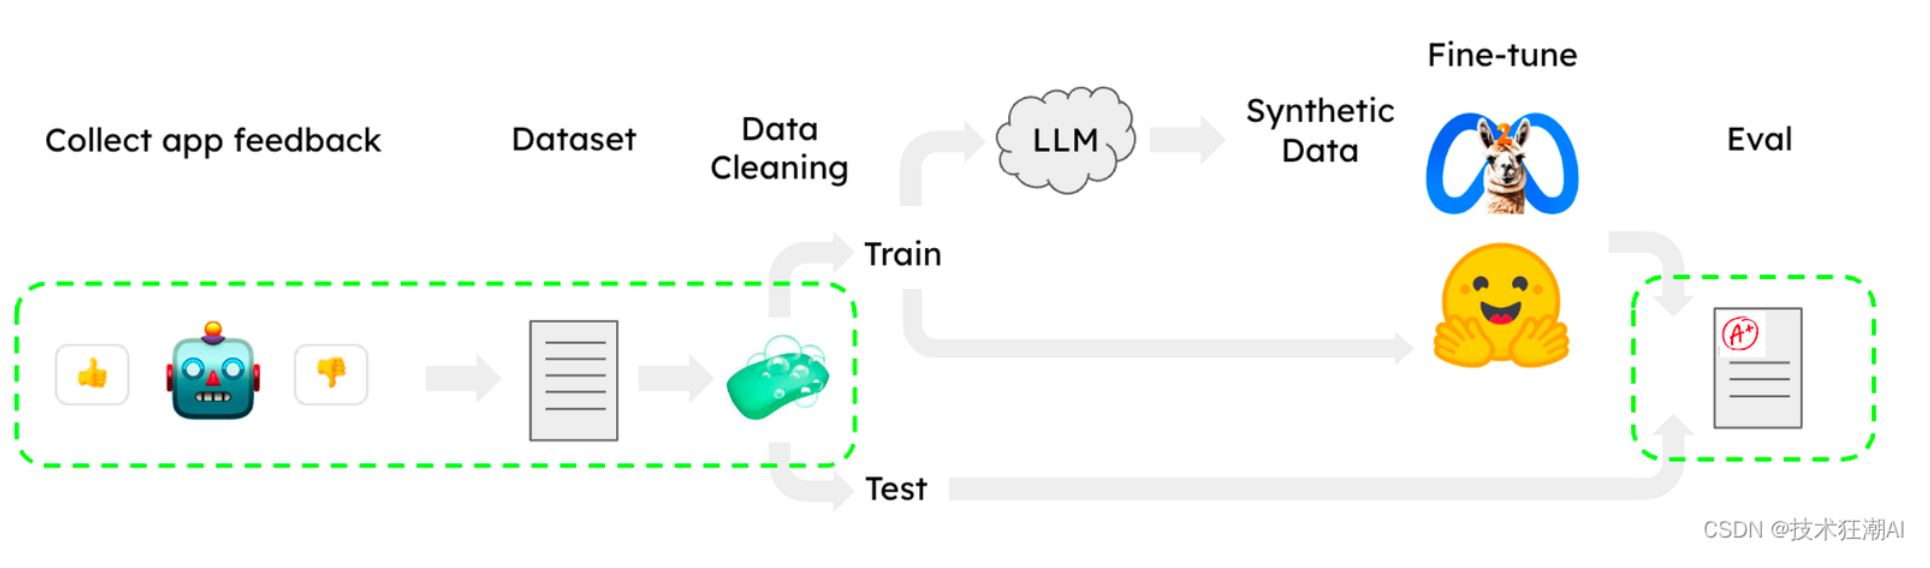 Fine-tune
Collect app feedback
Dataset
Data
Cleaning
LLM
Synthetic
Data
2
Eval
Train
A+
Test
CSDN @技术狂潮AI